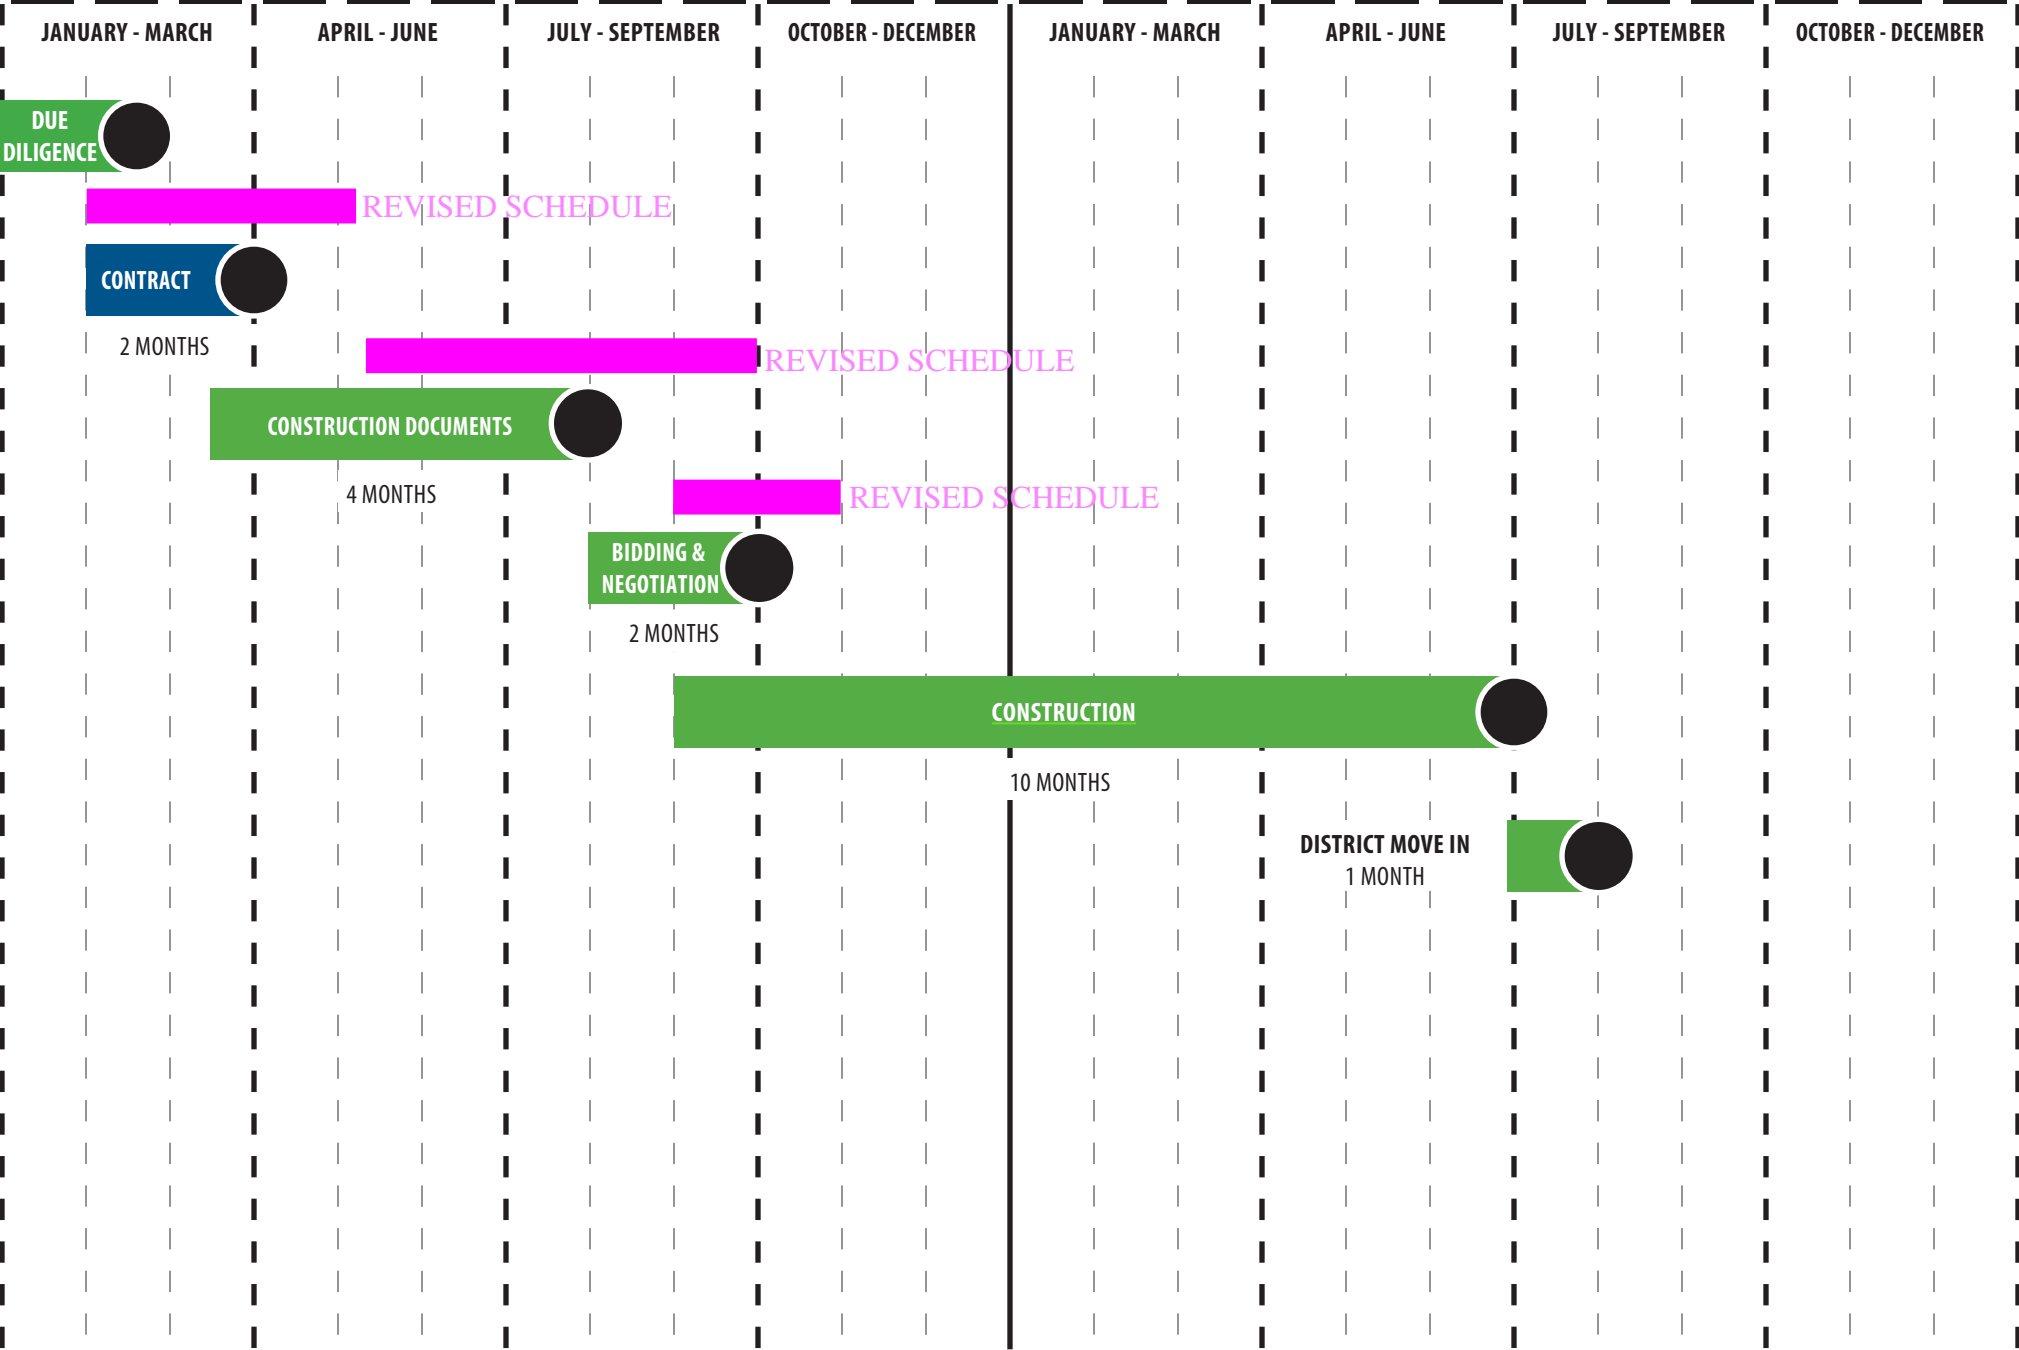 JANUARY - MARCH
APRIL - JUNE
JULY - SEPTEMBER
OCTOBER - DECEMBER
JANUARY - MARCH
APRIL - JUNE
JULY - SEPTEMBER
OCTOBER - DECEMBER
DUE
DILIGENCE
REVISED SCHEDULE
CONTRACT
2 MONTHS
REVISED SCHEDULE
CONSTRUCTION DOCUMENTS
4 MONTHS
REVISED SCHEDULE
BIDDING &
NEGOTIATION
2 MONTHS
CONSTRUCTION
10 MONTHS
DISTRICT MOVE IN
1 MONTH